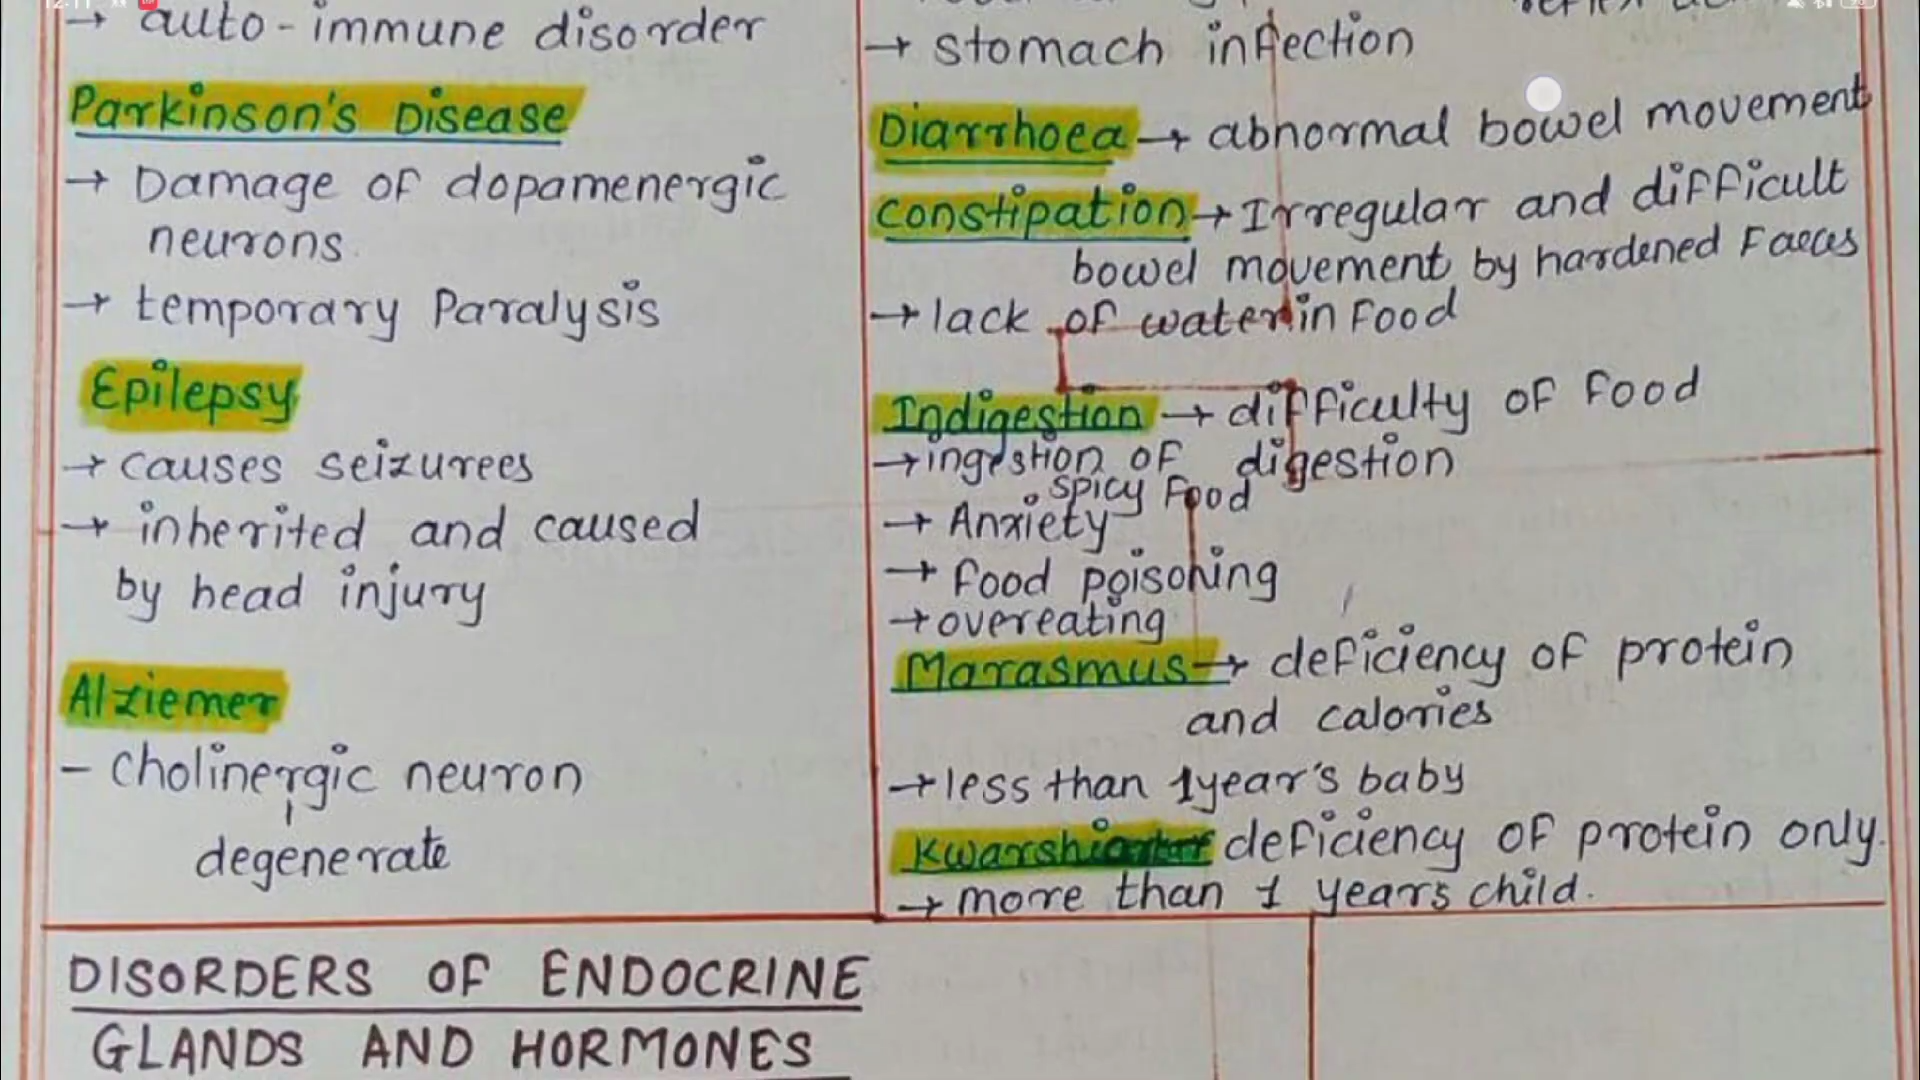 → auto-immune disorder
Parkinson's Disease
→ Damage of dopamenergic
neurons
→ temporary Paralysis
Epilepsy
→ causes seizurees
→ inherited and caused
by head injury
Alziemer
- Cholinergic neuron
degenerate
→ stomach infection
Diarrhoea → abnormal bowel movement
constipation → Irregular and difficult
bowel movement by hardened Faeces
→ lack of water in Food
Indigestion → difficulty of food
→ ingestion of digestion
spicy Food
→ Anxiety
→ Food poisoning
→ overeating
Marasmus → deficiency of protein
and calories
→ less than 1year's baby
deficiency of protein only.
→ more than 1 years child.
DISORDERS OF ENDOCRINE
GLANDS AND HORMONES